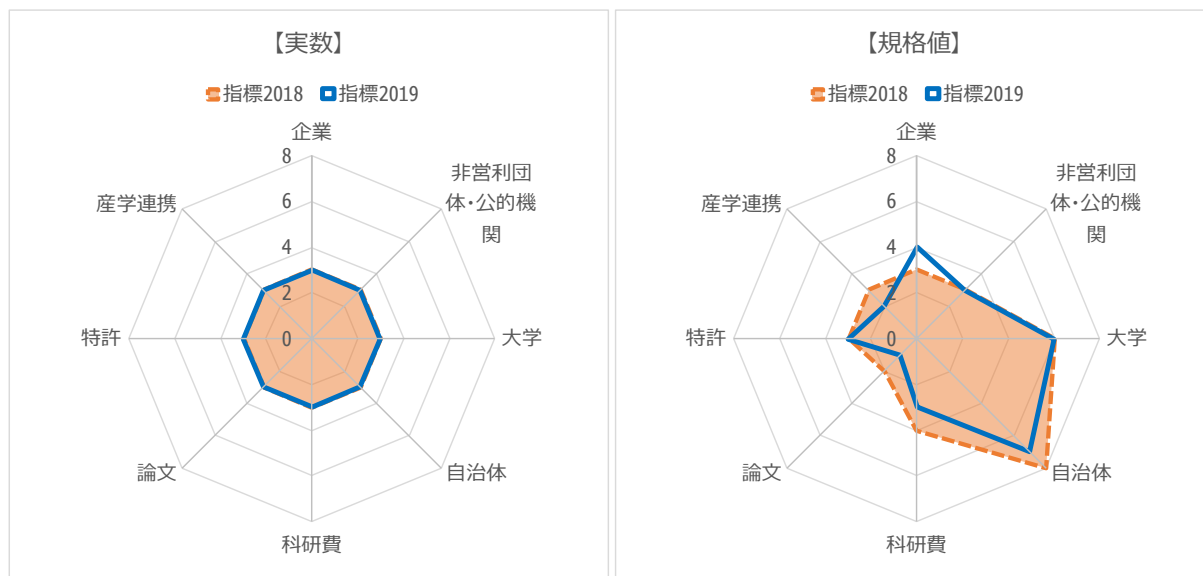 【実数】
指標2018 指標2019
企業
非営利団
体・公的機
関
大学
自治体
科研費
論文
特許
産学連携
8
6
4
2
0
【規格値】
指標2018 指標2019
企業
非営利団
体・公的機
関
大学
自治体
科研費
論文
特許
産学連携
8
6
4
2
0